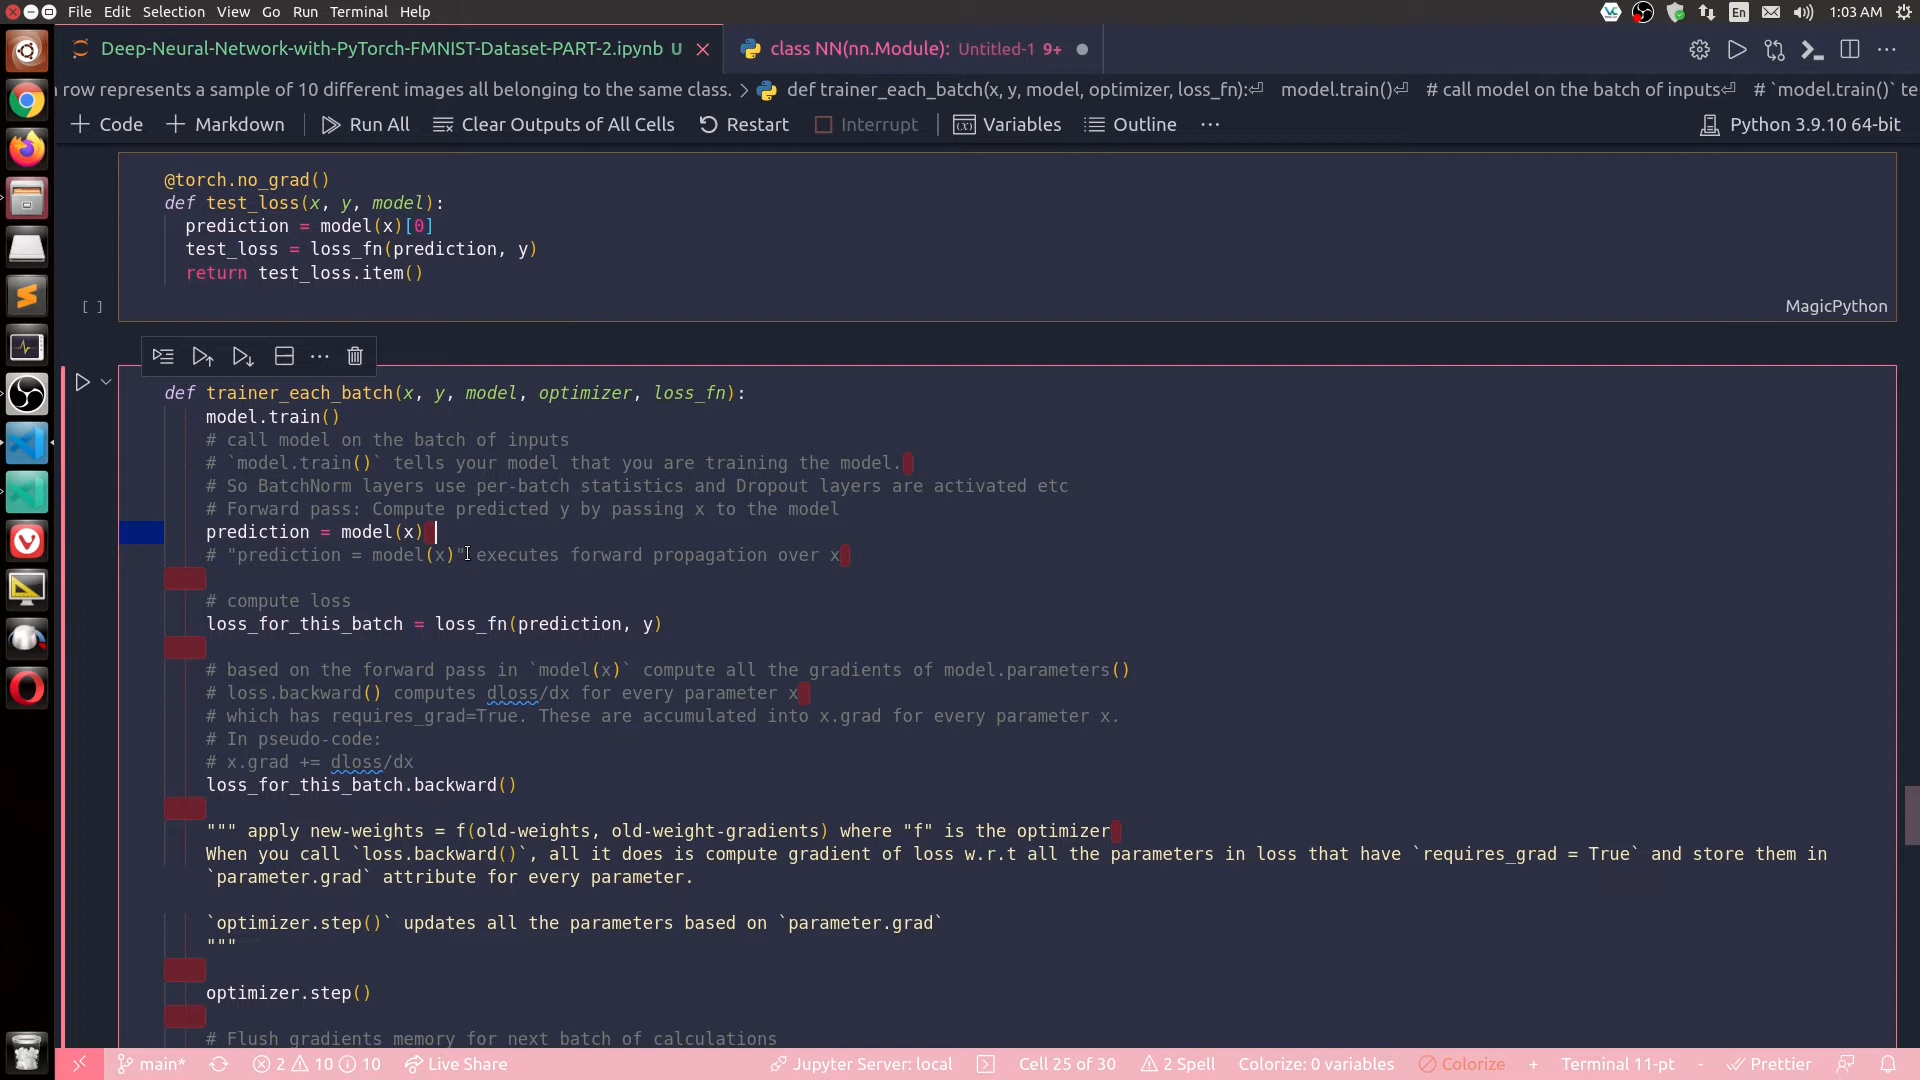 File Edit Selection View Go Run Terminal Help
En 1:03 AM
Deep-Neural-Network-with-PyTorch-FMNIST-Dataset-PART-2.ipynb U
class NN(nn.Module): Untitled-1 9+
row represents a sample of 10 different images all belonging to the same class. > def trainer_each_batch(x, y, model, optimizer, loss_fn):⏎ model.train()⏎ # call model on the batch of inputs⏎ # `model.train()` te
+ Code + Markdown Run All Clear Outputs of All Cells Restart Interrupt Variables Outline ... Python 3.9.10 64-bit
@torch.no_grad()
def test_loss(x, y, model):
prediction = model(x)[0]
test_loss = loss_fn(prediction, y)
return test_loss.item()
[ ] MagicPython
def trainer_each_batch(x, y, model, optimizer, loss_fn):
model.train()
# call model on the batch of inputs
# `model.train()` tells your model that you are training the model.
# So BatchNorm layers use per-batch statistics and Dropout layers are activated etc
# Forward pass: Compute predicted y by passing x to the model
prediction = model(x)
# "prediction = model(x)" executes forward propagation over x
# compute loss
loss_for_this_batch = loss_fn(prediction, y)
# based on the forward pass in `model(x)` compute all the gradients of model.parameters()
# loss.backward() computes dloss/dx for every parameter x
# which has requires_grad=True. These are accumulated into x.grad for every parameter x.
# In pseudo-code:
# x.grad += dloss/dx
loss_for_this_batch.backward()
""" apply new-weights = f(old-weights, old-weight-gradients) where "f" is the optimizer
When you call `loss.backward()`, all it does is compute gradient of loss w.r.t all the parameters in loss that have `requires_grad = True` and store them in
`parameter.grad` attribute for every parameter.
`optimizer.step()` updates all the parameters based on `parameter.grad`
"""
optimizer.step()
# Flush gradients memory for next batch of calculations
main* 2 10 10 Live Share Jupyter Server: local Cell 25 of 30 2 Spell Colorize: 0 variables Colorize + Terminal 11-pt - Prettier